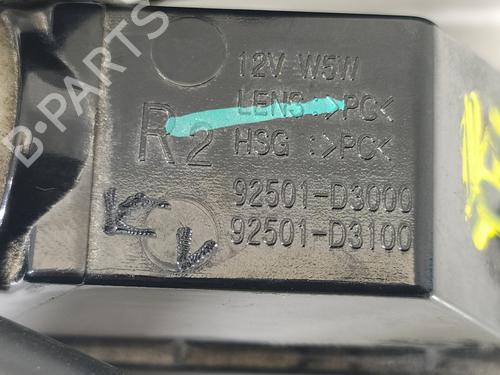 B-PARTS
12V W5W
LENS :>PC<
R2
HSG :>PC<
92501-D3000
92501-D3100